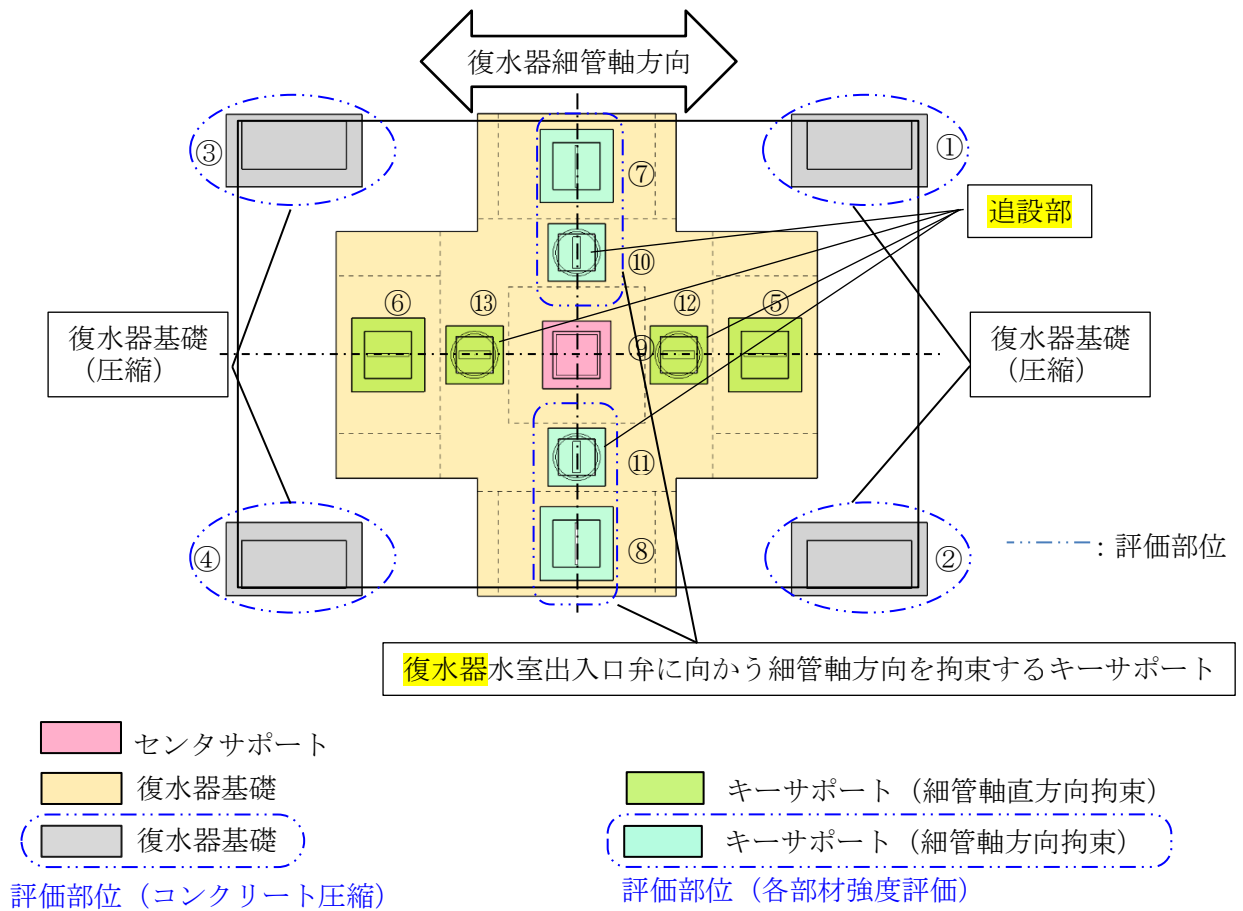 復水器細管軸方向
③
⑦
①
追設部
⑩
⑥
⑬
⑫
⑤
復水器基礎
(圧縮)
⑨
復水器基礎
(圧縮)
⑪
④
⑧
②
：評価部位
復水器水室出入口弁に向かう細管軸方向を拘束するキーサポート
センタサポート
復水器基礎
キーサポート（細管軸直方向拘束）
復水器基礎
キーサポート（細管軸方向拘束）
評価部位（コンクリート圧縮）
評価部位（各部材強度評価）